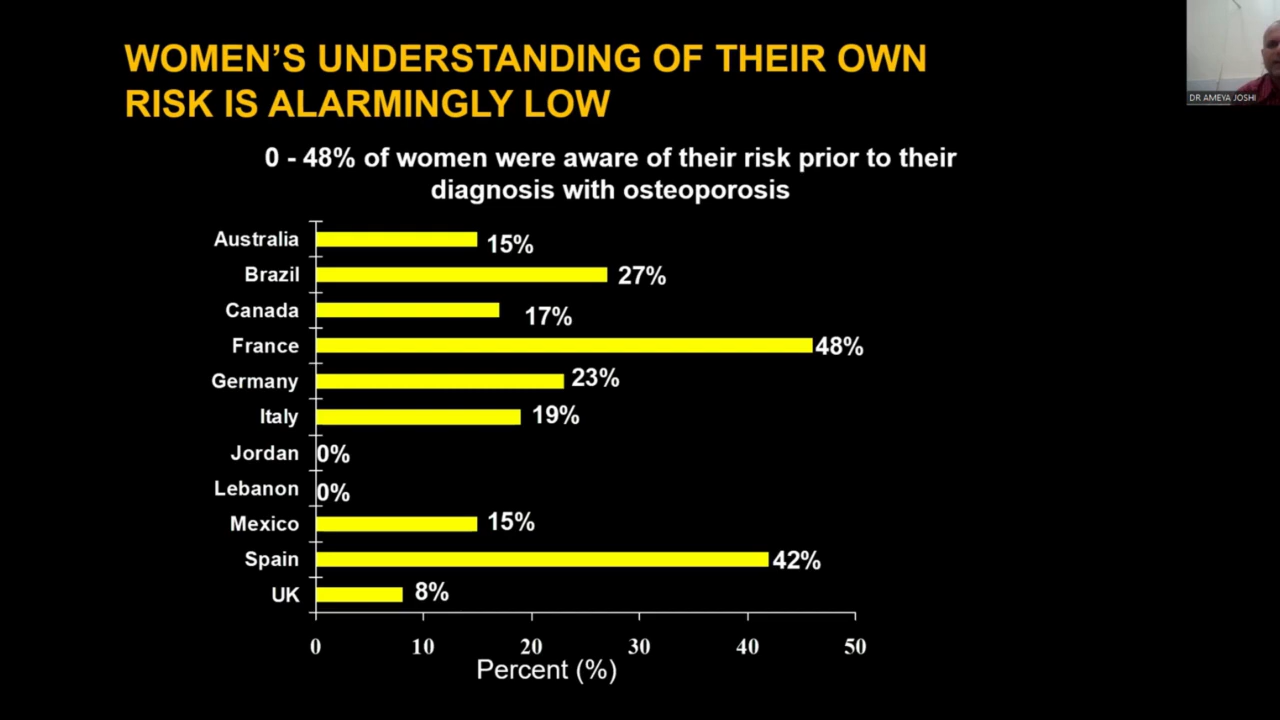 WOMEN'S UNDERSTANDING OF THEIR OWN
RISK IS ALARMINGLY LOW
DR AMEYA JOSHI
0 - 48% of women were aware of their risk prior to their
diagnosis with osteoporosis
Australia 15%
Brazil 27%
Canada 17%
France 48%
Germany 23%
Italy 19%
Jordan 0%
Lebanon 0%
Mexico 15%
Spain 42%
UK 8%
0 10 20 30 40 50
Percent (%)